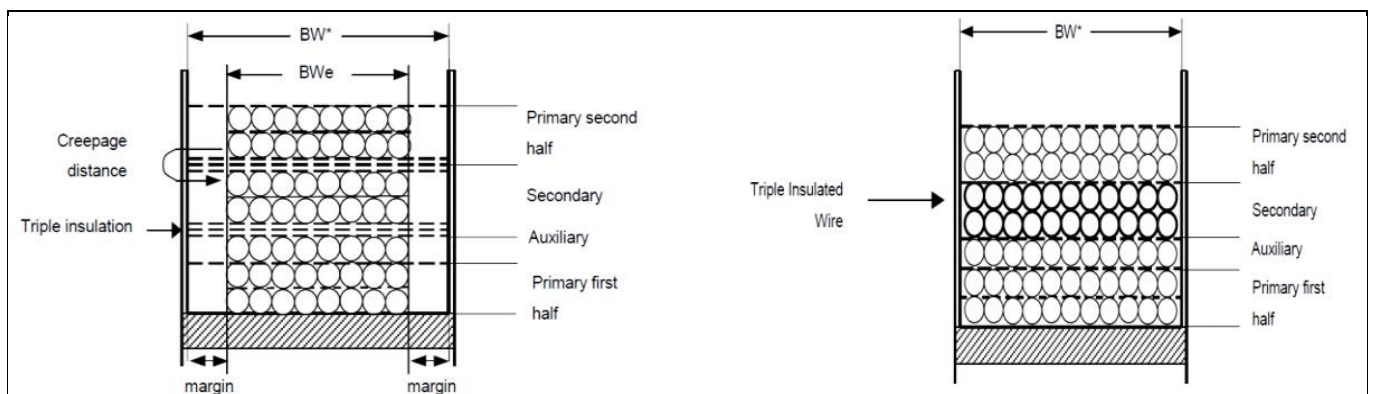 BW*
BWe
Creepage
distance
Triple insulation
Primary second
half
Secondary
Auxiliary
Primary first
half
margin
margin
BW*
Triple Insulated
Wire
Primary second
half
Secondary
Auxiliary
Primary first
half